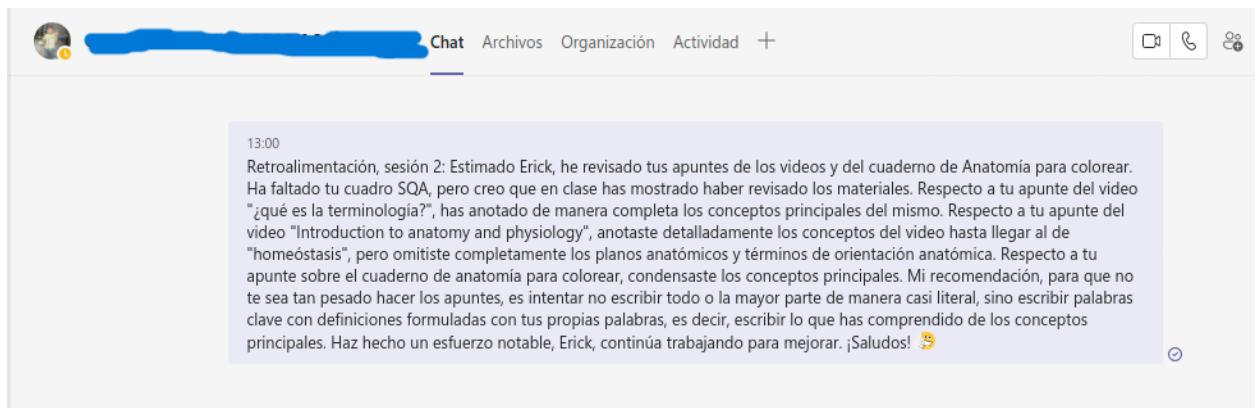 Chat Archivos Organización Actividad
13:00
Retroalimentación, sesión 2: Estimado Erick, he revisado tus apuntes de los videos y del cuaderno de Anatomía para colorear.
Ha faltado tu cuadro SQA, pero creo que en clase has mostrado haber revisado los materiales. Respecto a tu apunte del video
"¿qué es la terminología?", has anotado de manera completa los conceptos principales del mismo. Respecto a tu apunte del
video "Introduction to anatomy and physiology", anotaste detalladamente los conceptos del video hasta llegar al de
"homeóstasis", pero omitiste completamente los planos anatómicos y términos de orientación anatómica. Respecto a tu
apunte sobre el cuaderno de anatomía para colorear, condensaste los conceptos principales. Mi recomendación, para que no
te sea tan pesado hacer los apuntes, es intentar no escribir todo o la mayor parte de manera casi literal, sino escribir palabras
clave con definiciones formuladas con tus propias palabras, es decir, escribir lo que has comprendido de los conceptos
principales. Haz hecho un esfuerzo notable, Erick, continúa trabajando para mejorar. ¡Saludos!